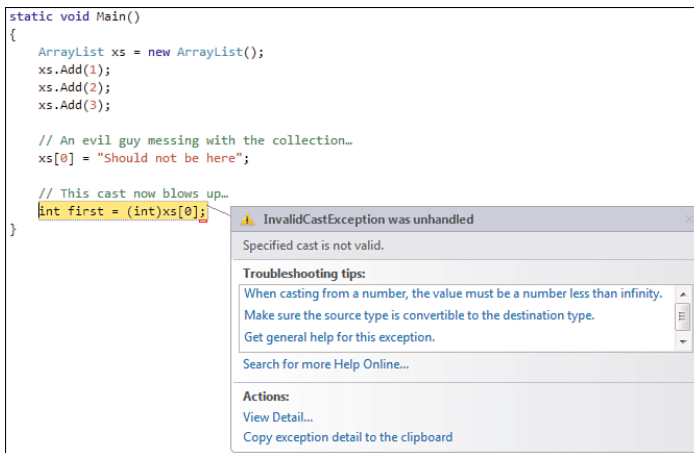 static void Main()
{
ArrayList xs = new ArrayList();
xs.Add(1);
xs.Add(2);
xs.Add(3);
// An evil guy messing with the collection…
xs[0] = "Should not be here";
// This cast now blows up…
int first = (int)xs[0];
}
InvalidCastException was unhandled
Specified cast is not valid.
Troubleshooting tips:
When casting from a number, the value must be a number less than infinity.
Make sure the source type is convertible to the destination type.
Get general help for this exception.
Search for more Help Online...
Actions:
View Detail...
Copy exception detail to the clipboard